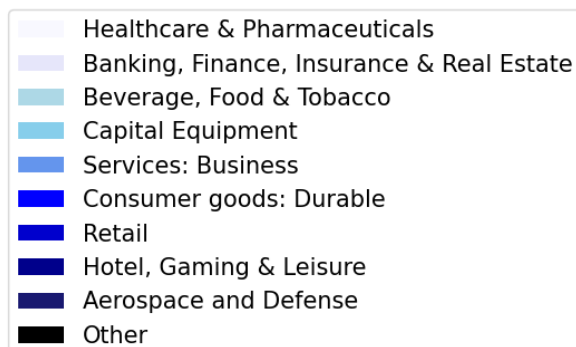 Healthcare & Pharmaceuticals
Banking, Finance, Insurance & Real Estate
Beverage, Food & Tobacco
Capital Equipment
Services: Business
Consumer goods: Durable
Retail
Hotel, Gaming & Leisure
Aerospace and Defense
Other